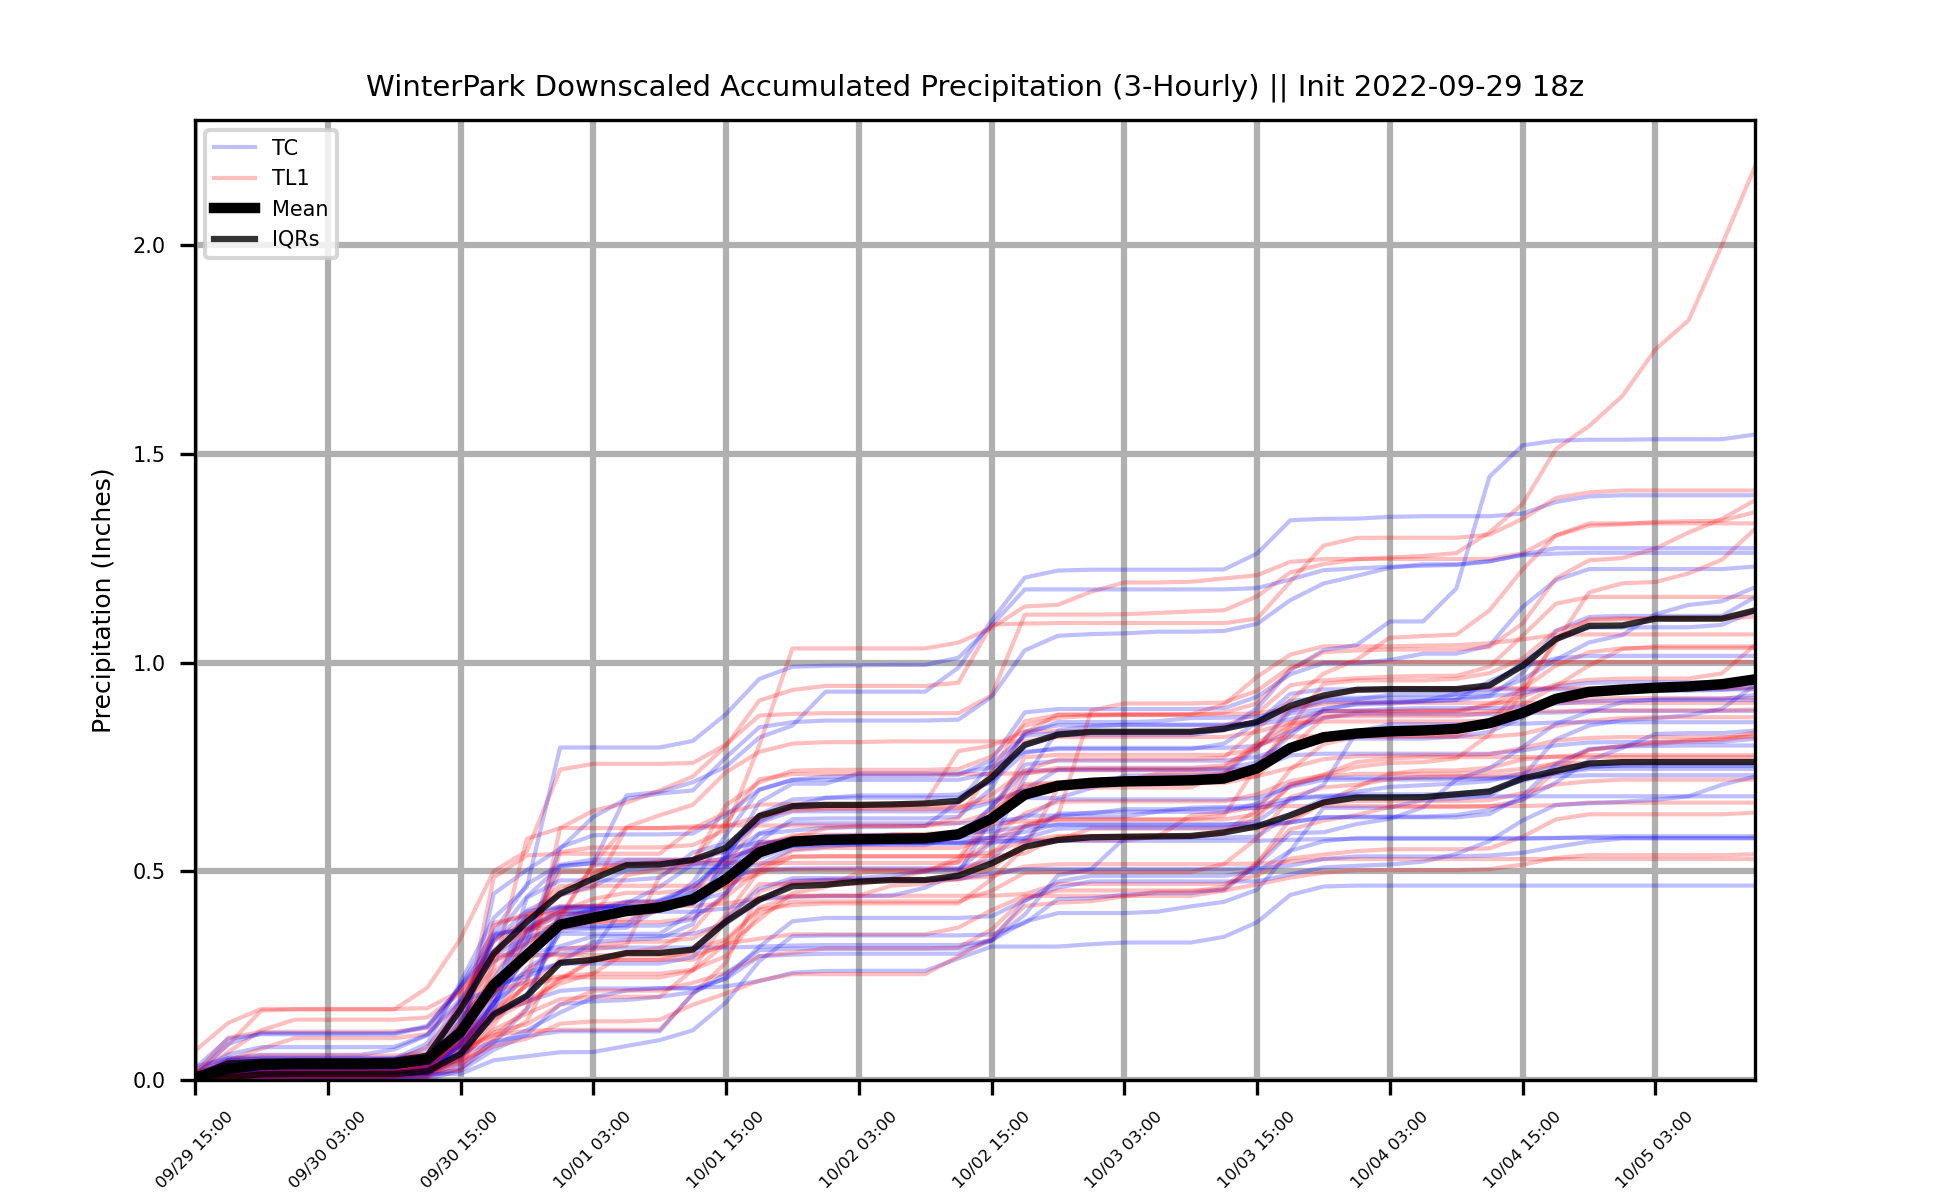 WinterPark Downscaled Accumulated Precipitation (3-Hourly) || Init 2022-09-29 18z
TC
TL1
Mean
IQRs
Precipitation (Inches)
2.0
1.5
1.0
0.5
0.0
09/29 15:00
09/30 03:00
09/30 15:00
10/01 03:00
10/01 15:00
10/02 03:00
10/02 15:00
10/03 03:00
10/03 15:00
10/04 03:00
10/04 15:00
10/05 03:00